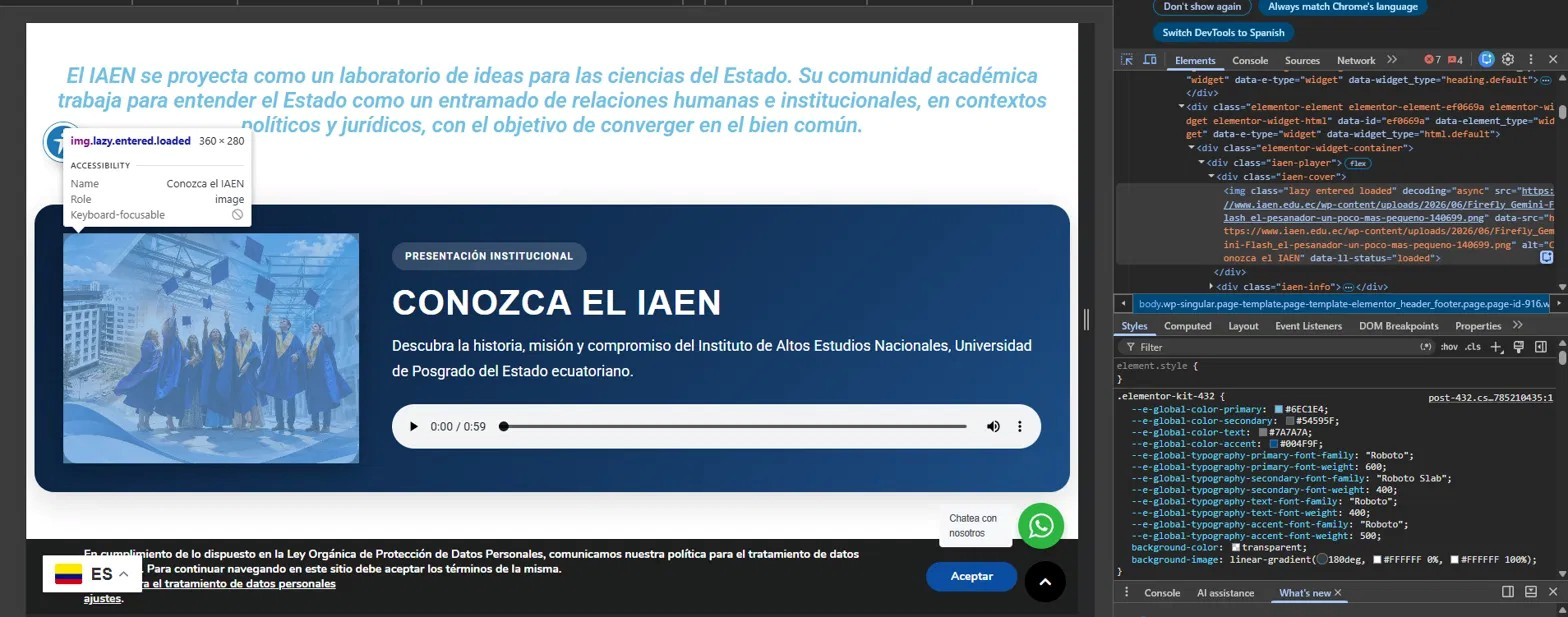 Don't show again
Always match Chrome's language
Switch DevTools to Spanish
El IAEN se proyecta como un laboratorio de ideas para las ciencias del Estado. Su comunidad académica
trabaja para entender el Estado como un entramado de relaciones humanas e institucionales, en contextos
políticos y jurídicos, con el objetivo de converger en el bien común.
img.lazy.entered.loaded 360 × 280
ACCESSIBILITY
Name Conozca el IAEN
Role image
Keyboard-focusable
PRESENTACIÓN INSTITUCIONAL
CONOZCA EL IAEN
Descubra la historia, misión y compromiso del Instituto de Altos Estudios Nacionales, Universidad
de Posgrado del Estado ecuatoriano.
0:00 / 0:59
Chatea con
nosotros
En cumplimiento de lo dispuesto en la Ley Orgánica de Protección de Datos Personales, comunicamos nuestra política para el tratamiento de datos
. Para continuar navegando en este sitio debe aceptar los términos de la misma.
ra el tratamiento de datos personales
ajustes.
ES
Aceptar
Elements Console Sources Network 7 4
"widget" data-e-type="widget" data-widget_type="heading.default">
</div>
<div class="elementor-element elementor-element-ef0669a elementor-wi
dget elementor-widget-html" data-id="ef0669a" data-element_type="wid
get" data-e-type="widget" data-widget_type="html.default">
<div class="elementor-widget-container">
<div class="iaen-player"> flex
<div class="iaen-cover">
<img class="lazy entered loaded" decoding="async" src="https:
//www.iaen.edu.ec/wp-content/uploads/2026/06/Firefly_Gemini-F
lash_el-pesanador-un-poco-mas-pequeno-140699.png" data-src="h
ttps://www.iaen.edu.ec/wp-content/uploads/2026/06/Firefly_Gem
ini-Flash_el-pesanador-un-poco-mas-pequeno-140699.png" alt="C
onozca el IAEN" data-ll-status="loaded">
</div>
<div class="iaen-info"> </div>
body.wp-singular.page-template.page-template-elementor_header_footer.page.page-id-916.w
Styles Computed Layout Event Listeners DOM Breakpoints Properties
Filter :hov .cls
element.style {
}
.elementor-kit-432 { post-432.cs…785210435:1
--e-global-color-primary: #6EC1E4;
--e-global-color-secondary: #54595F;
--e-global-color-text: #7A7A7A;
--e-global-color-accent: #004F9F;
--e-global-typography-primary-font-family: "Roboto";
--e-global-typography-primary-font-weight: 600;
--e-global-typography-secondary-font-family: "Roboto Slab";
--e-global-typography-secondary-font-weight: 400;
--e-global-typography-text-font-family: "Roboto";
--e-global-typography-text-font-weight: 400;
--e-global-typography-accent-font-family: "Roboto";
--e-global-typography-accent-font-weight: 500;
background-color: transparent;
background-image: linear-gradient(180deg, #FFFFFF 0%, #FFFFFF 100%);
}
Console AI assistance What's new